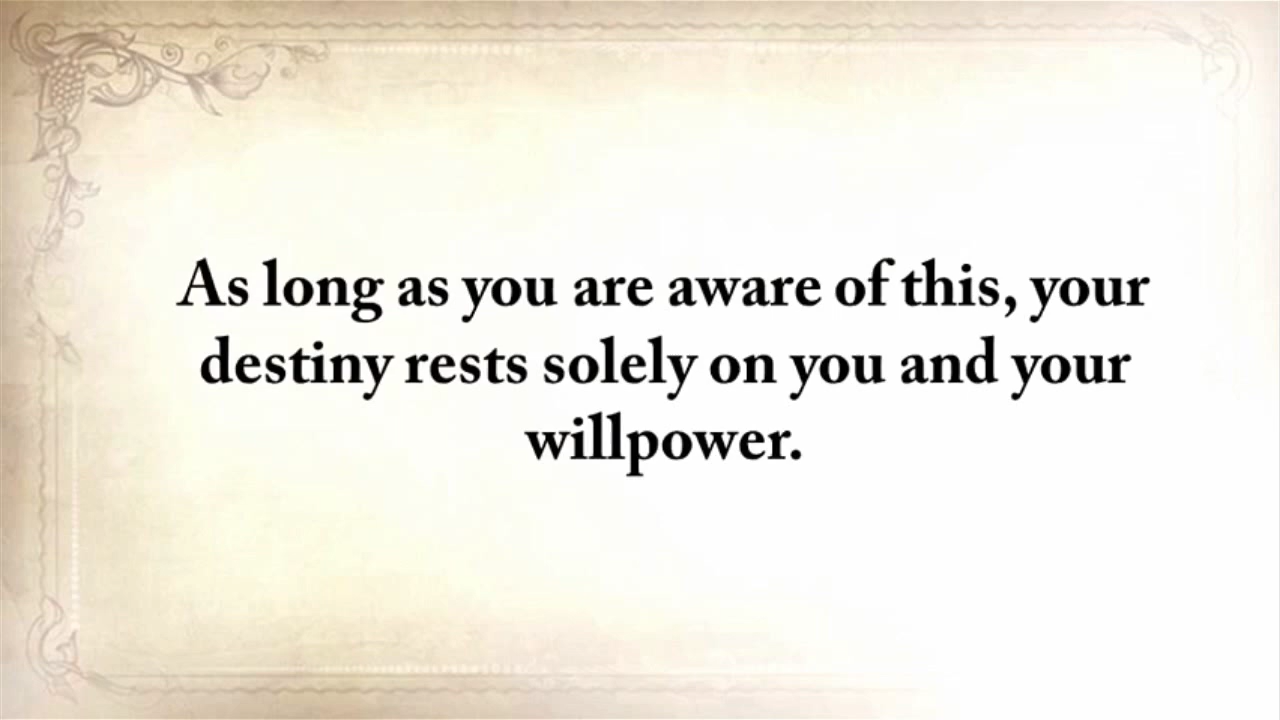 As long as you are aware of this, your
destiny rests solely on you and your
willpower.